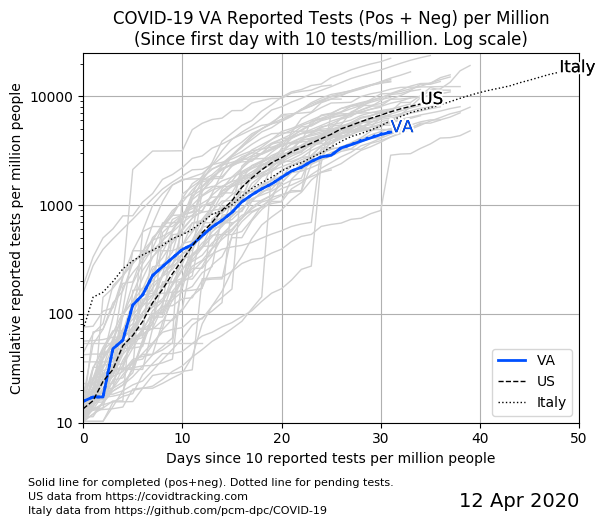 COVID-19 VA Reported Tests (Pos + Neg) per Million
(Since first day with 10 tests/million. Log scale)
Cumulative reported tests per million people
10000
1000
100
10
Italy
US
VA
VA
US
Italy
0 10 20 30 40 50
Days since 10 reported tests per million people
Solid line for completed (pos+neg). Dotted line for pending tests.
US data from https://covidtracking.com
Italy data from https://github.com/pcm-dpc/COVID-19
12 Apr 2020